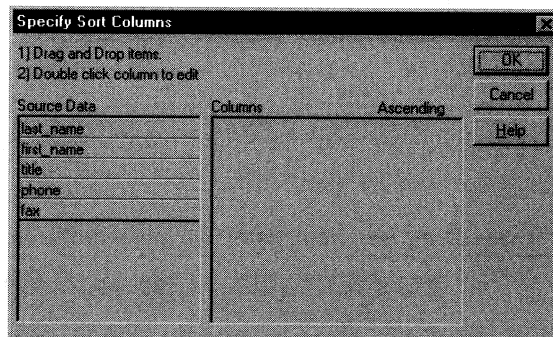 Specify Sort Columns
1) Drag and Drop items.
2) Double click column to edit
OK
Cancel
Help
Source Data
Columns Ascending
last_name
first_name
title
phone
fax